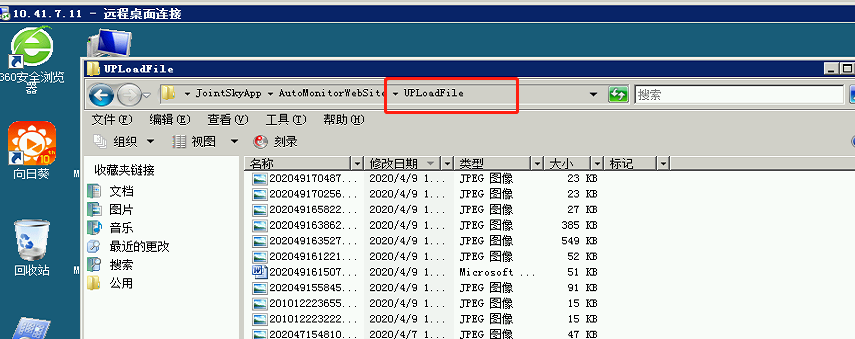 10.41.7.11 - 远程桌面连接
360安全浏览
器
向日葵
回收站
UPLoadFile
JointSkyApp AutoMonitorWebSite UPLoadFile
搜索
文件(F) 编辑(E) 查看(V) 工具(T) 帮助(H)
组织 视图 刻录
收藏夹链接
文档
图片
音乐
最近的更改
搜索
公用
名称 修改日期 类型 大小 标记
202049170487... 2020/4/9 1... JPEG 图像 23 KB
202049170256... 2020/4/9 1... JPEG 图像 23 KB
202049165822... 2020/4/9 1... JPEG 图像 27 KB
202049163862... 2020/4/9 1... JPEG 图像 385 KB
202049163527... 2020/4/9 1... JPEG 图像 549 KB
202049161221... 2020/4/9 1... JPEG 图像 52 KB
202049161507... 2020/4/9 1... Microsoft ... 51 KB
202049155845... 2020/4/9 1... JPEG 图像 91 KB
201012223655... 2020/4/9 1... JPEG 图像 15 KB
201012223222... 2020/4/9 1... JPEG 图像 15 KB
202047154810... 2020/4/7 1... JPEG 图像 47 KB